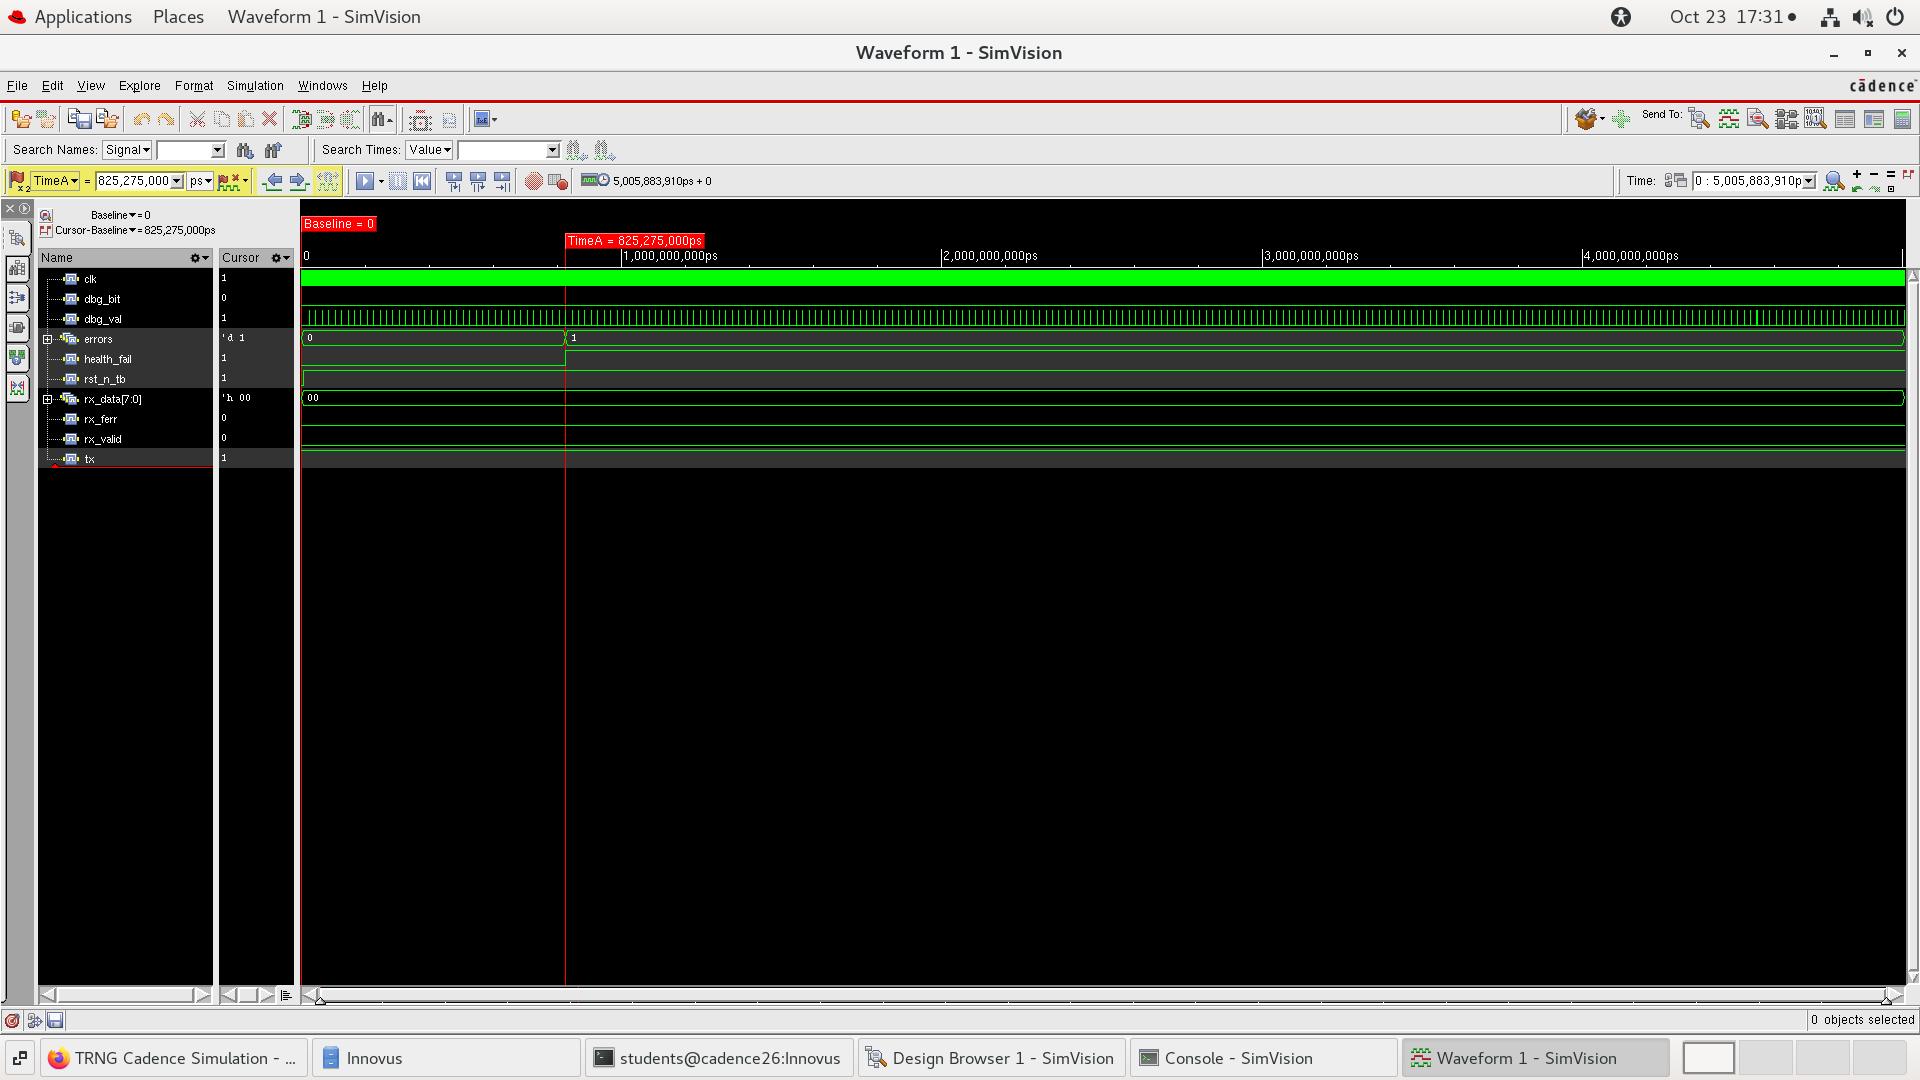 Applications Places Waveform 1 - SimVision Oct 23 17:31
Waveform 1 - SimVision
File Edit View Explore Format Simulation Windows Help cādence
Send To:
Search Names: Signal Search Times: Value
TimeA = 825,275,000 ps 5,005,883,910ps + 0 Time: 0 : 5,005,883,910p
Baseline = 0
Cursor-Baseline = 825,275,000ps
Baseline = 0
TimeA = 825,275,000ps
Name Cursor 0 1,000,000,000ps 2,000,000,000ps 3,000,000,000ps 4,000,000,000ps
clk 1
dbg_bit 0
dbg_val 1
errors 'd 1 0 1
health_fail 1
rst_n_tb 1
rx_data[7:0] 'h 00 00
rx_ferr 0
rx_valid 0
tx 1
0 objects selected
TRNG Cadence Simulation - ... Innovus students@cadence26:Innovus Design Browser 1 - SimVision Console - SimVision Waveform 1 - SimVision